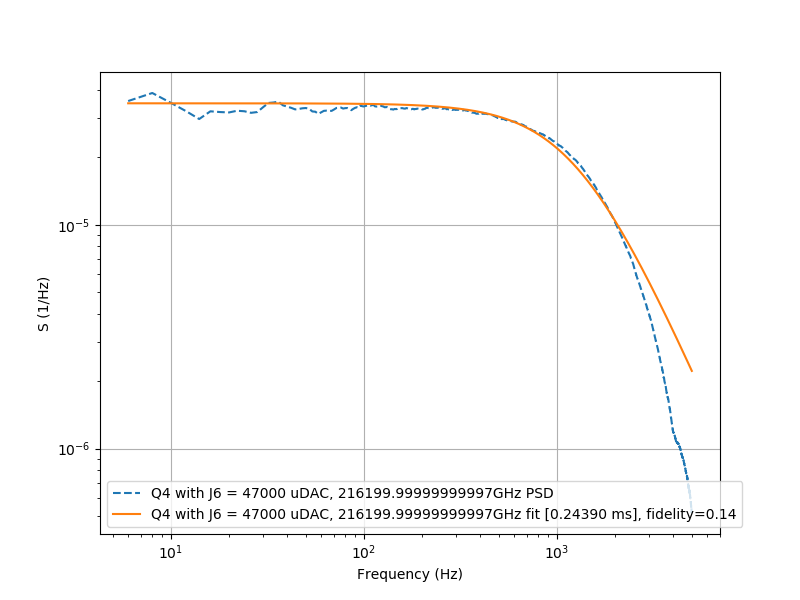 S (1/Hz)
10⁻⁵
10⁻⁶
10¹
10²
10³
Frequency (Hz)
Q4 with J6 = 47000 uDAC, 216199.99999999997GHz PSD
Q4 with J6 = 47000 uDAC, 216199.99999999997GHz fit [0.24390 ms], fidelity=0.14